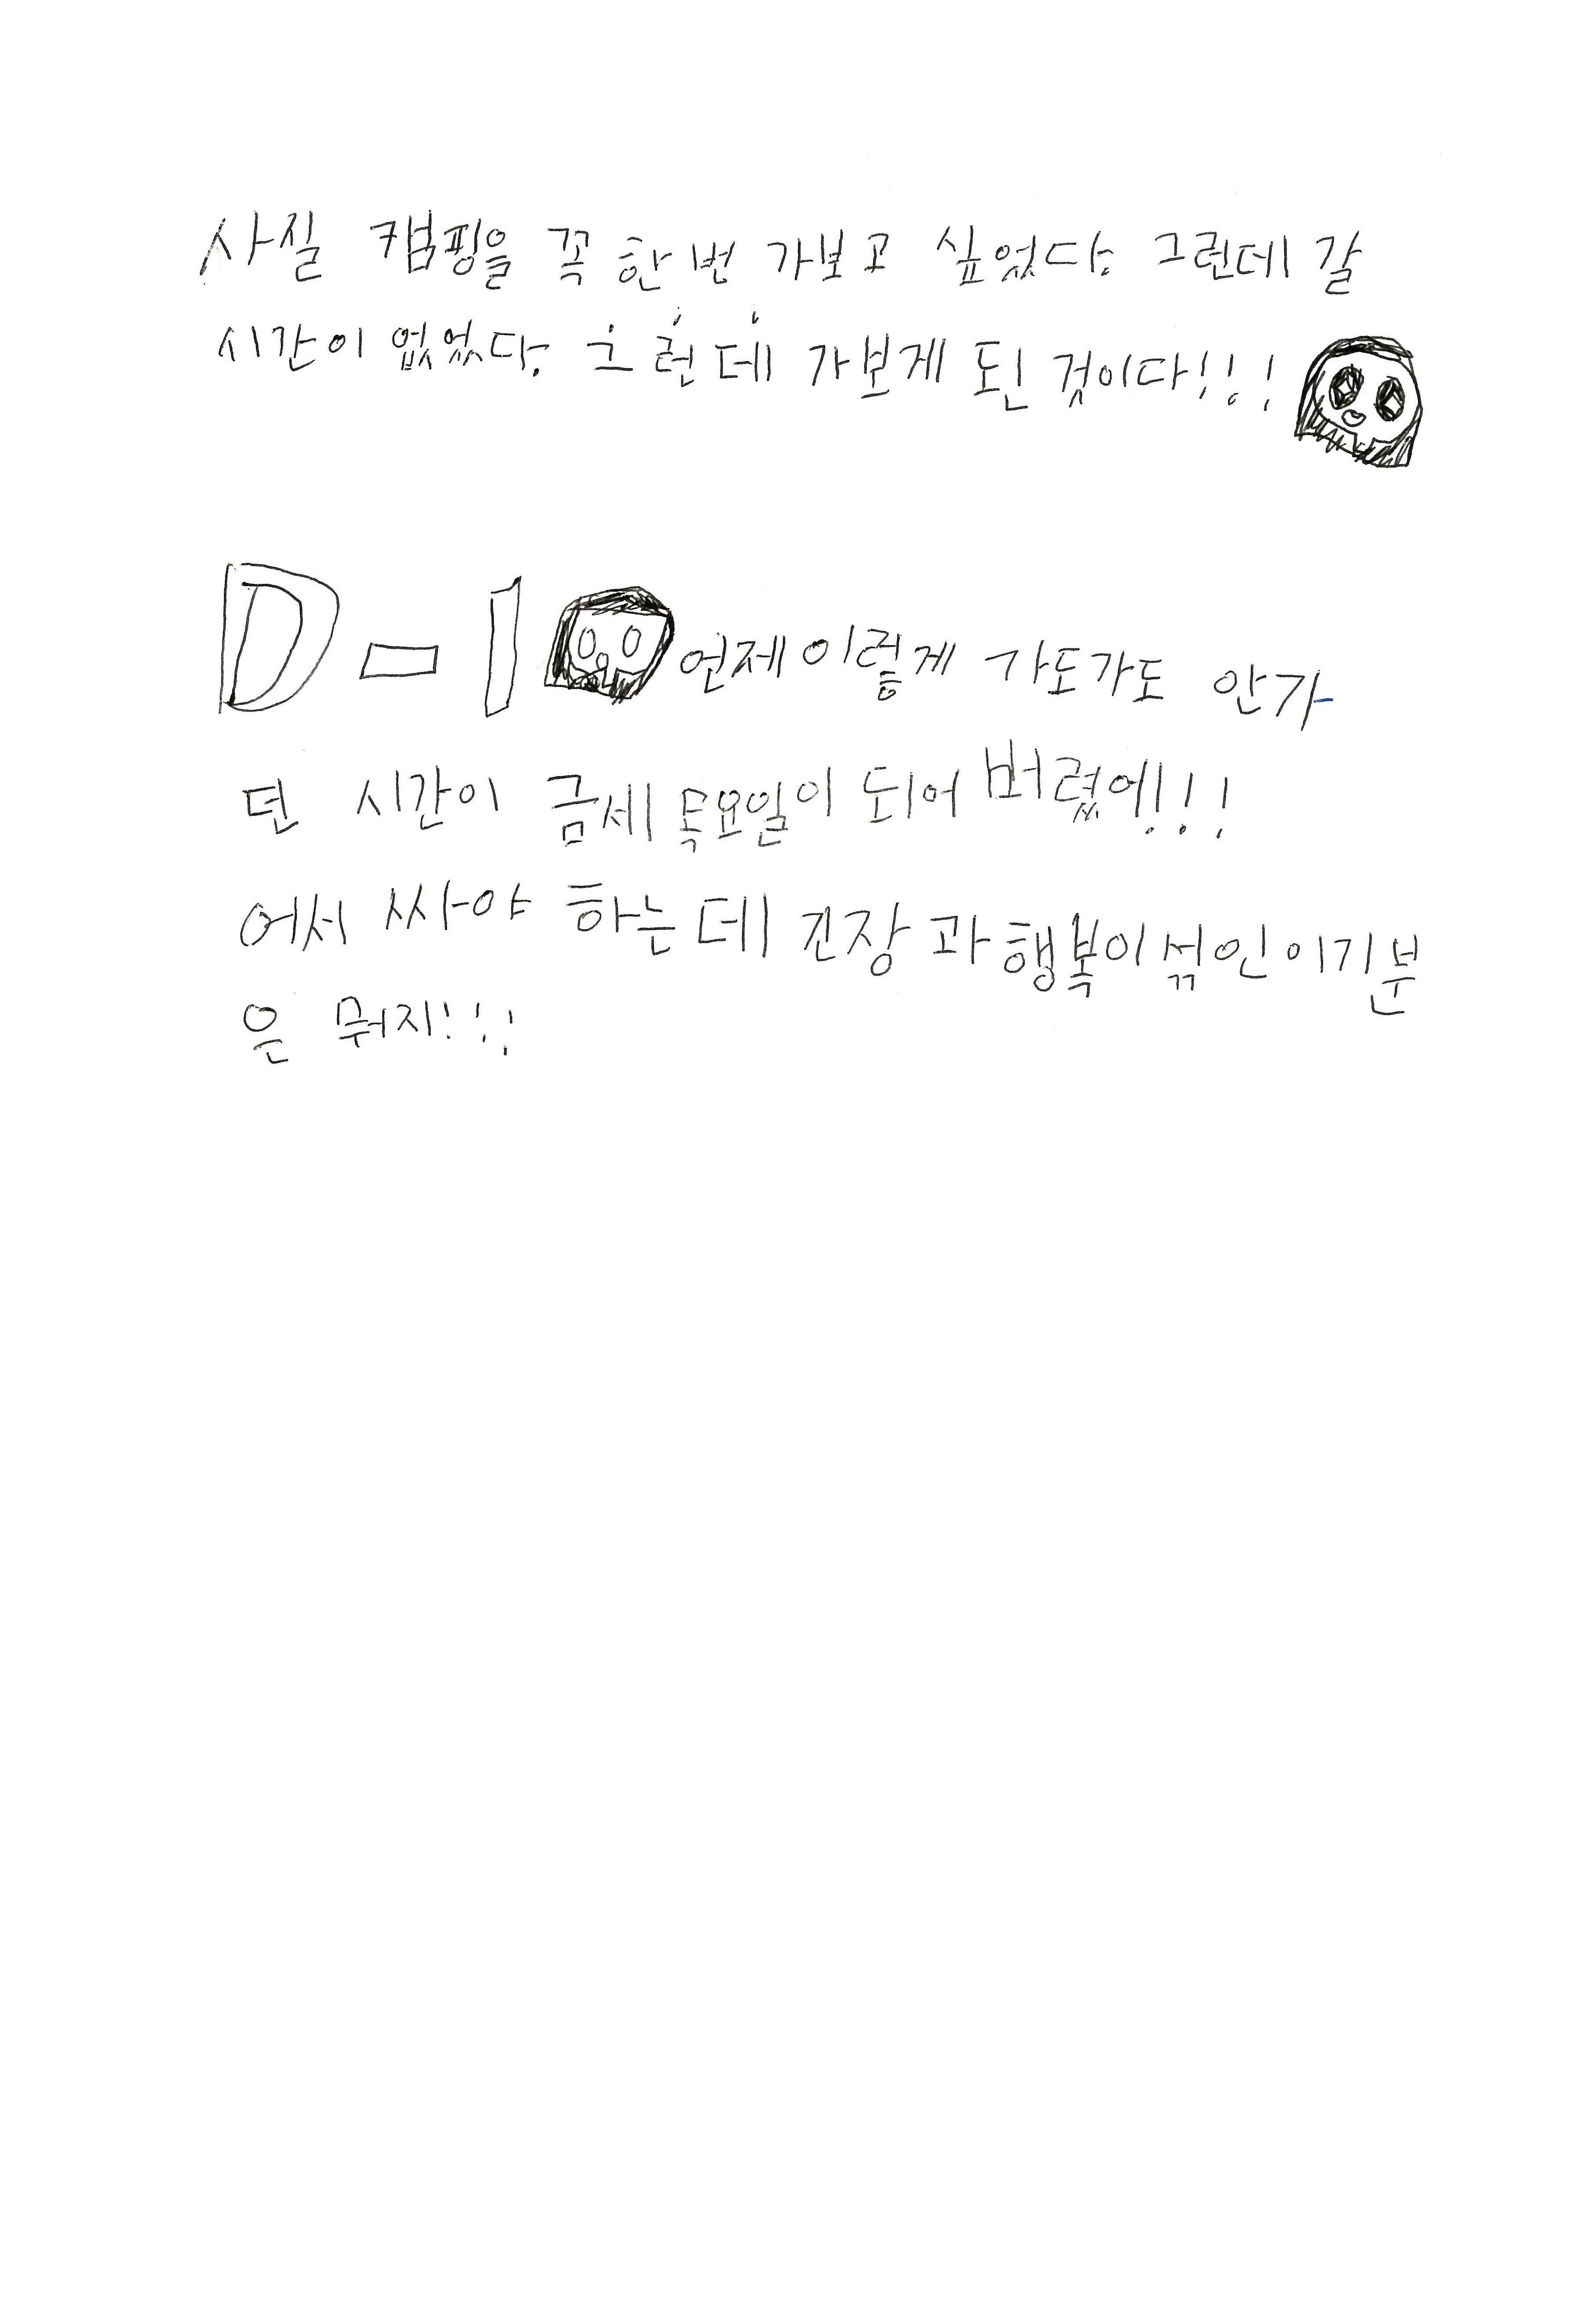 사실 캠핑을 꼭 한번 가보고 싶었다. 그런데 갈
시간이 없었다. 그런데 가보게 된 것이다!!!
D-1 언제 이렇게 가도가도 안가
던 시간이 금세 목요일이 되어 버렸어!!!
어서 싸야 하는데 긴장과 행복이 섞인 이기분
은 뭐지!!!